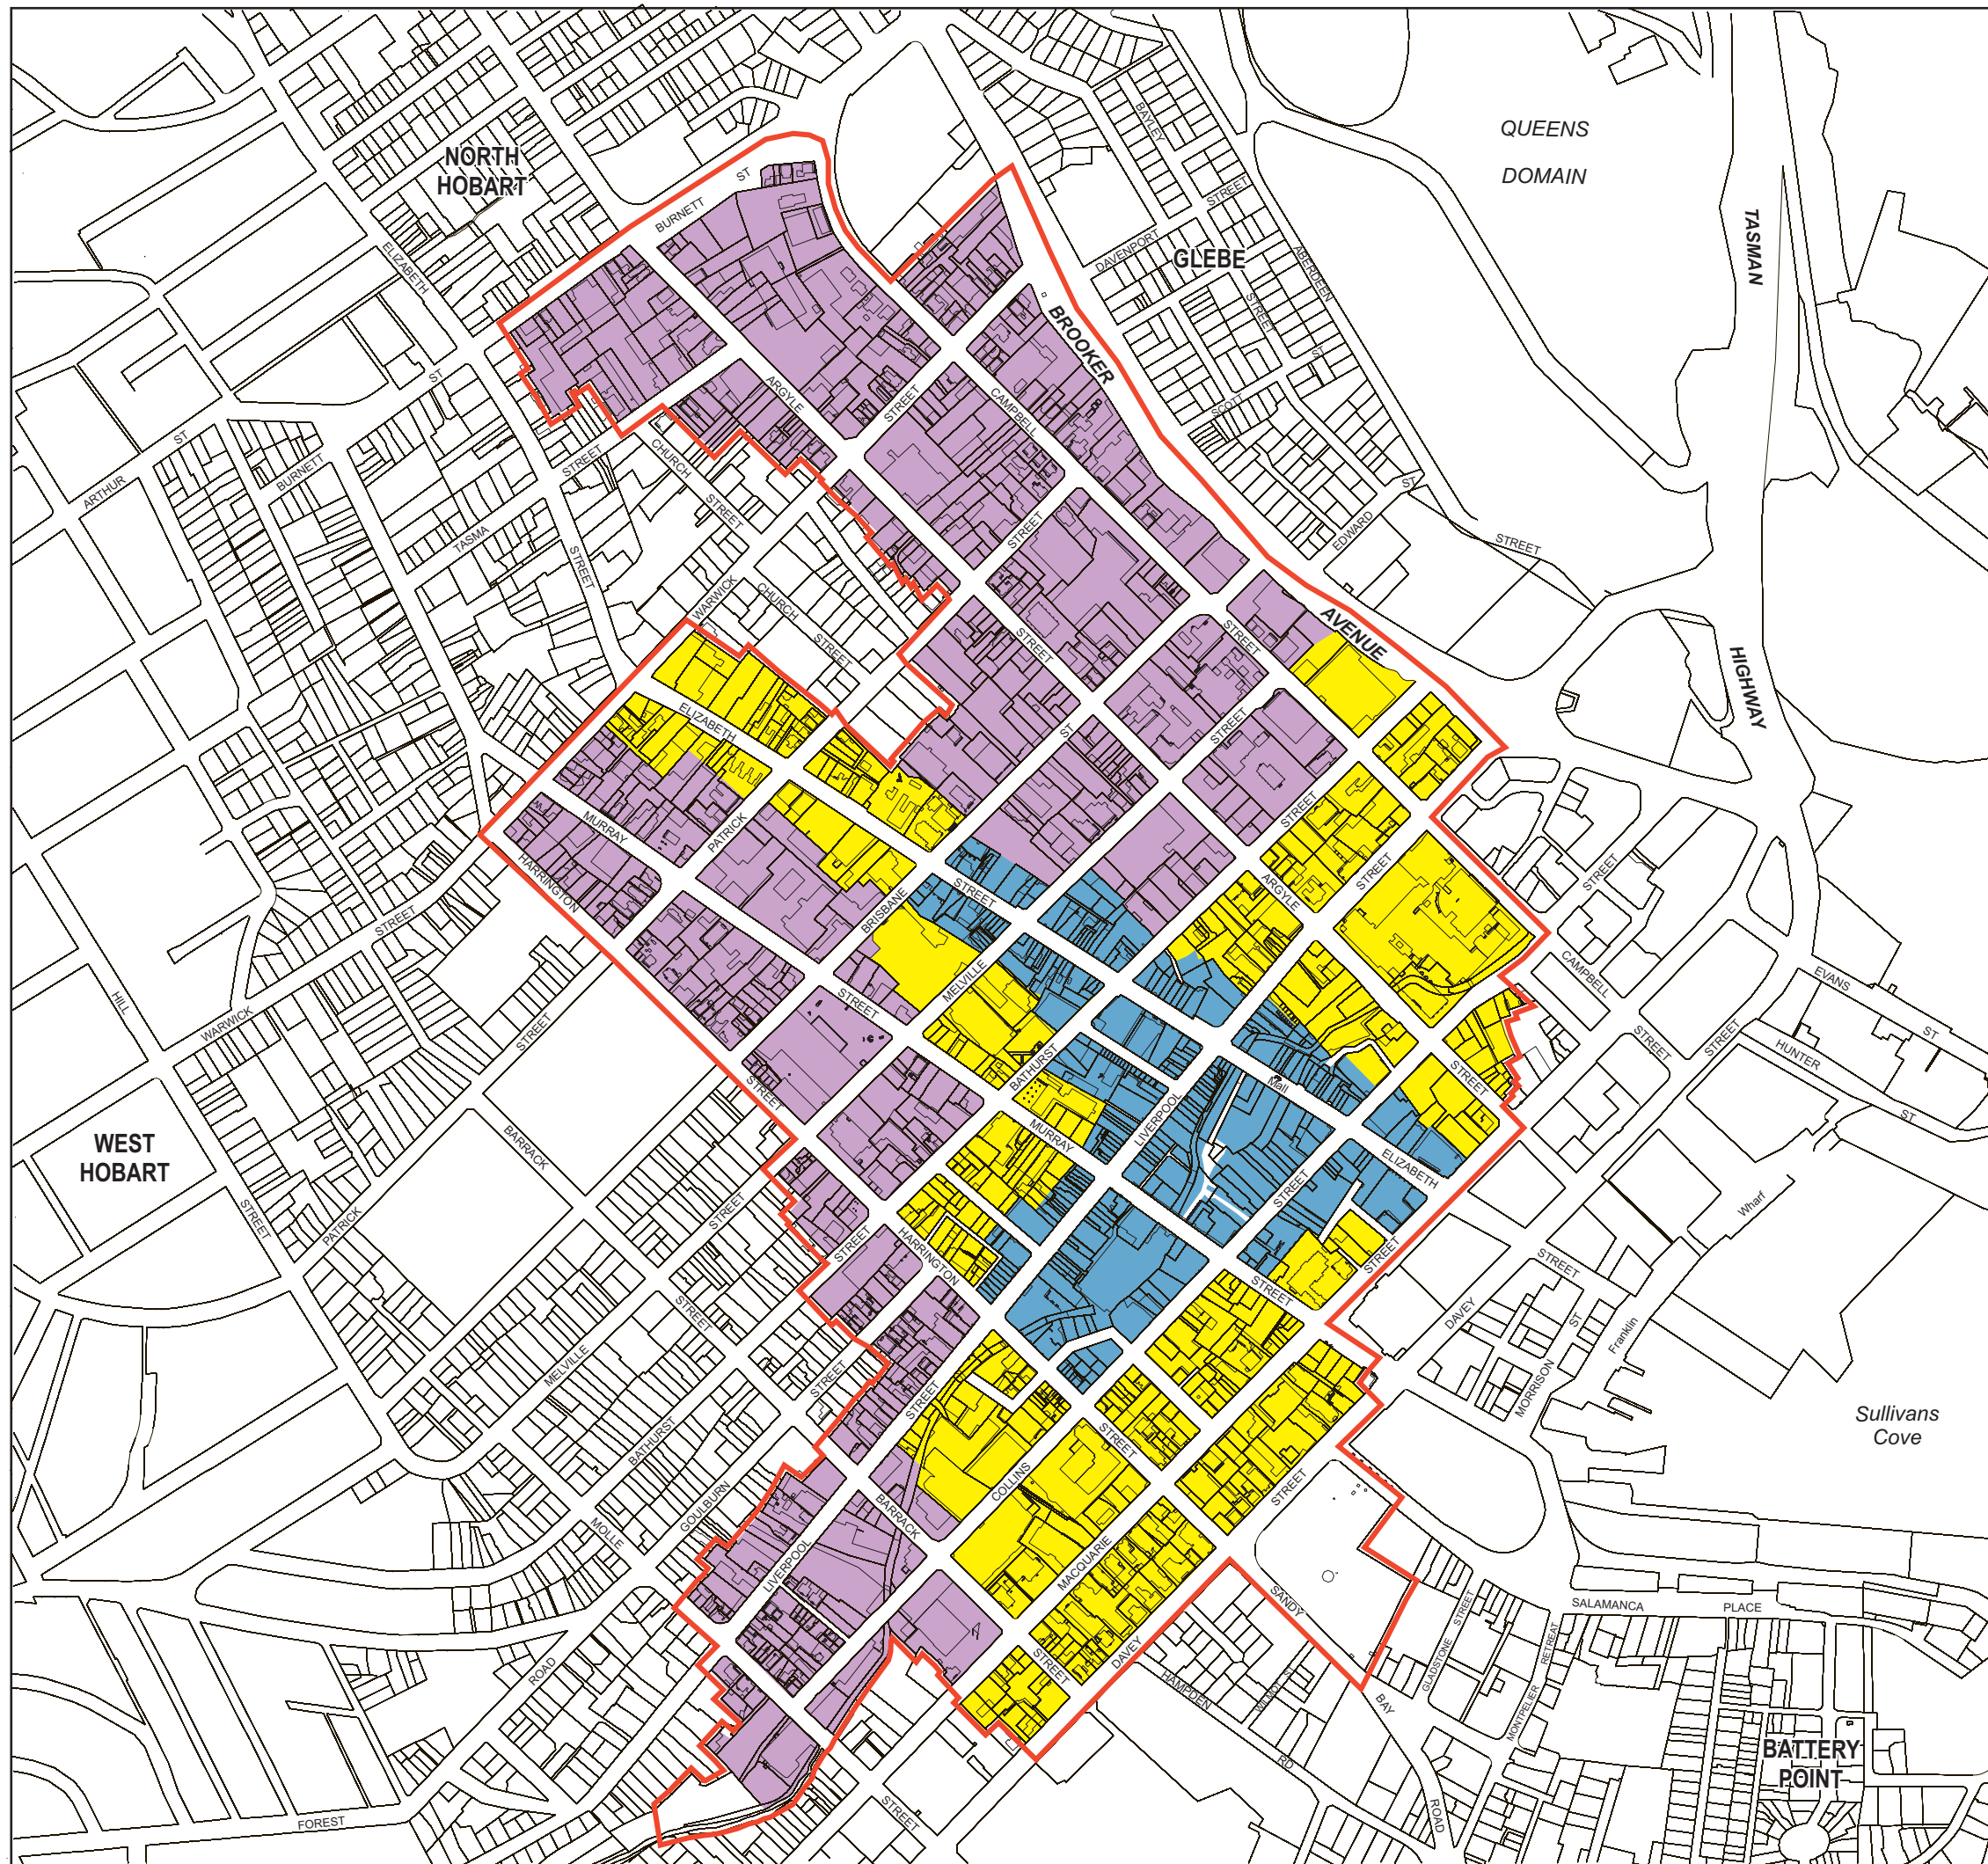 QUEENS
DOMAIN
NORTH
HOBART
BAYLEY
STREET
ST
BURNETT
TASMAN
ELIZABETH
DAVENPORT
GLEBE
ABERDEEN
STREET
BROOKER
ST
ST
ARGYLE
STREET
CAMPBELL
SCOTT
ST
BURNETT
STREET
CHURCH
ARTHUR
ST
STREET
STREET
EDWARD
STREET
TASMA
STREET
WARWICK
CHURCH
STREET
STREET
STREET
AVENUE
HIGHWAY
ELIZABETH
ST
STREET
MURRAY
PATRICK
STREET
HARRINGTON
STREET
STREET
STREET
BRISBANE
STREET
ARGYLE
MELVILLE
CAMPBELL
EVANS
HILL
STREET
WARWICK
STREET
STREET
STREET
ST
HUNTER
BATHURST
Mall
STREET
STREET
ST
WEST
HOBART
BARRACK
MURRAY
LIVERPOOL
ELIZABETH
STREET
STREET
STREET
PATRICK
STREET
HARRINGTON
STREET
Wharf
STREET
STREET
STREET
DAVEY
ST
Franklin
MELVILLE
STREET
STREET
MORRISON
Sullivans
Cove
BATHURST
STREET
COLLINS
STREET
GOULBURN
BARRACK
MOLLE
LIVERPOOL
MACQUARIE
SANDY
STREET
SALAMANCA
PLACE
GLADSTONE
RETREAT
ROAD
STREET
DAVEY
HAMPDEN
WILMOT ST
BAY
MONTPELIER
RD
BATTERY
POINT
STREET
ROAD
FOREST